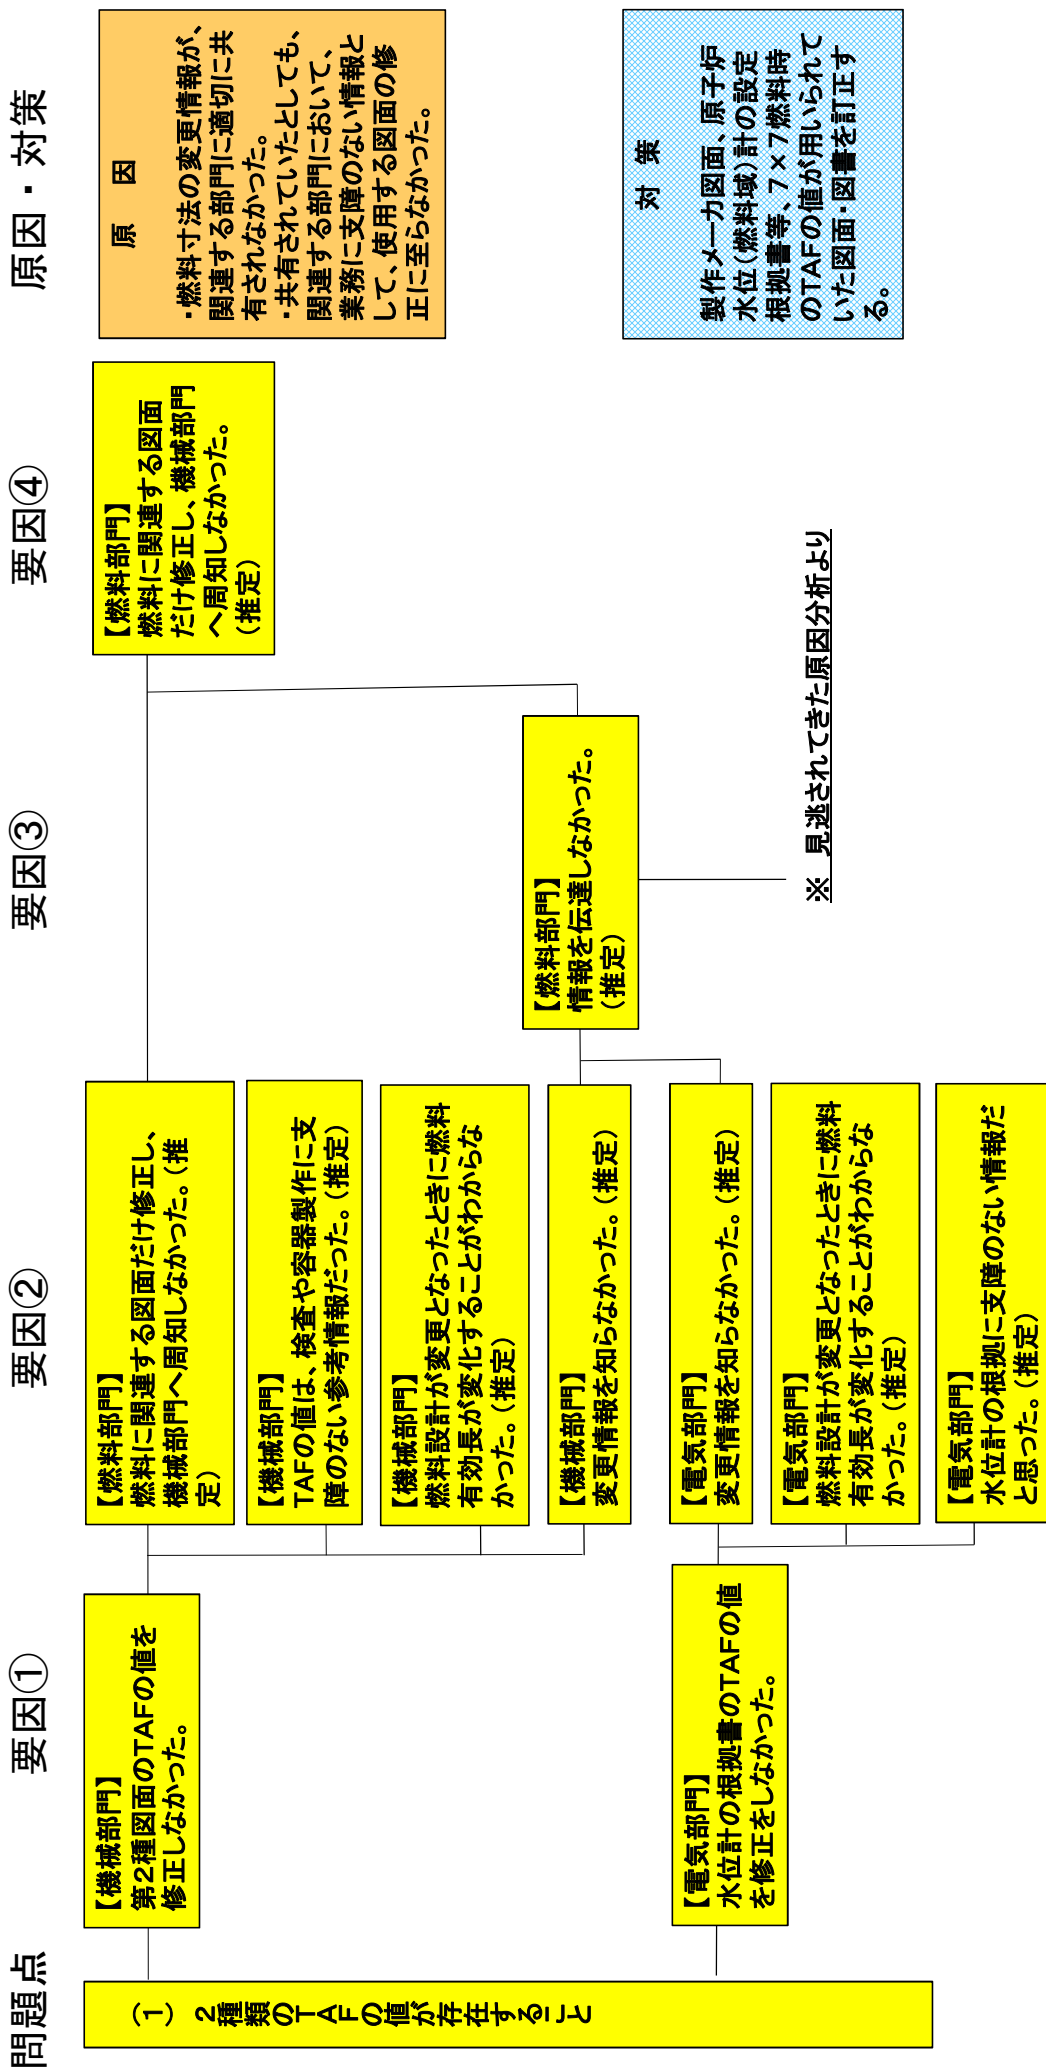 問題点
要因①
要因②
要因③
要因④
原因・対策
（１）２種類のＴＡＦの値が存在すること
【機械部門】
第２種図面のTAFの値を
修正しなかった。
【電気部門】
水位計の根拠書のTAFの値
を修正をしなかった。
【燃料部門】
燃料に関連する図面だけ修正し、
機械部門へ周知しなかった。（推
定）
【機械部門】
TAFの値は、検査や容器製作に支
障のない参考情報だった。（推定）
【機械部門】
燃料設計が変更となったときに燃料
有効長が変化することがわからな
かった。（推定）
【機械部門】
変更情報を知らなかった。（推定）
【電気部門】
変更情報を知らなかった。（推定）
【電気部門】
燃料設計が変更となったときに燃料
有効長が変化することがわからな
かった。（推定）
【電気部門】
水位計の根拠に支障のない情報だ
と思った。（推定）
【燃料部門】
情報を伝達しなかった。
（推定）
※ 見逃されてきた原因分析より
【燃料部門】
燃料に関連する図面
だけ修正し、機械部門
へ周知しなかった。
（推定）
原　因
・燃料寸法の変更情報が、
関連する部門に適切に共
有されなかった。
・共有されていたとしても、
関連する部門において、
業務に支障のない情報と
して、使用する図面の修
正に至らなかった。
対　策
製作メーカ図面、原子炉
水位（燃料域）計の設定
根拠書等、７×７燃料時
のTAFの値が用いられて
いた図面・図書を訂正す
る。